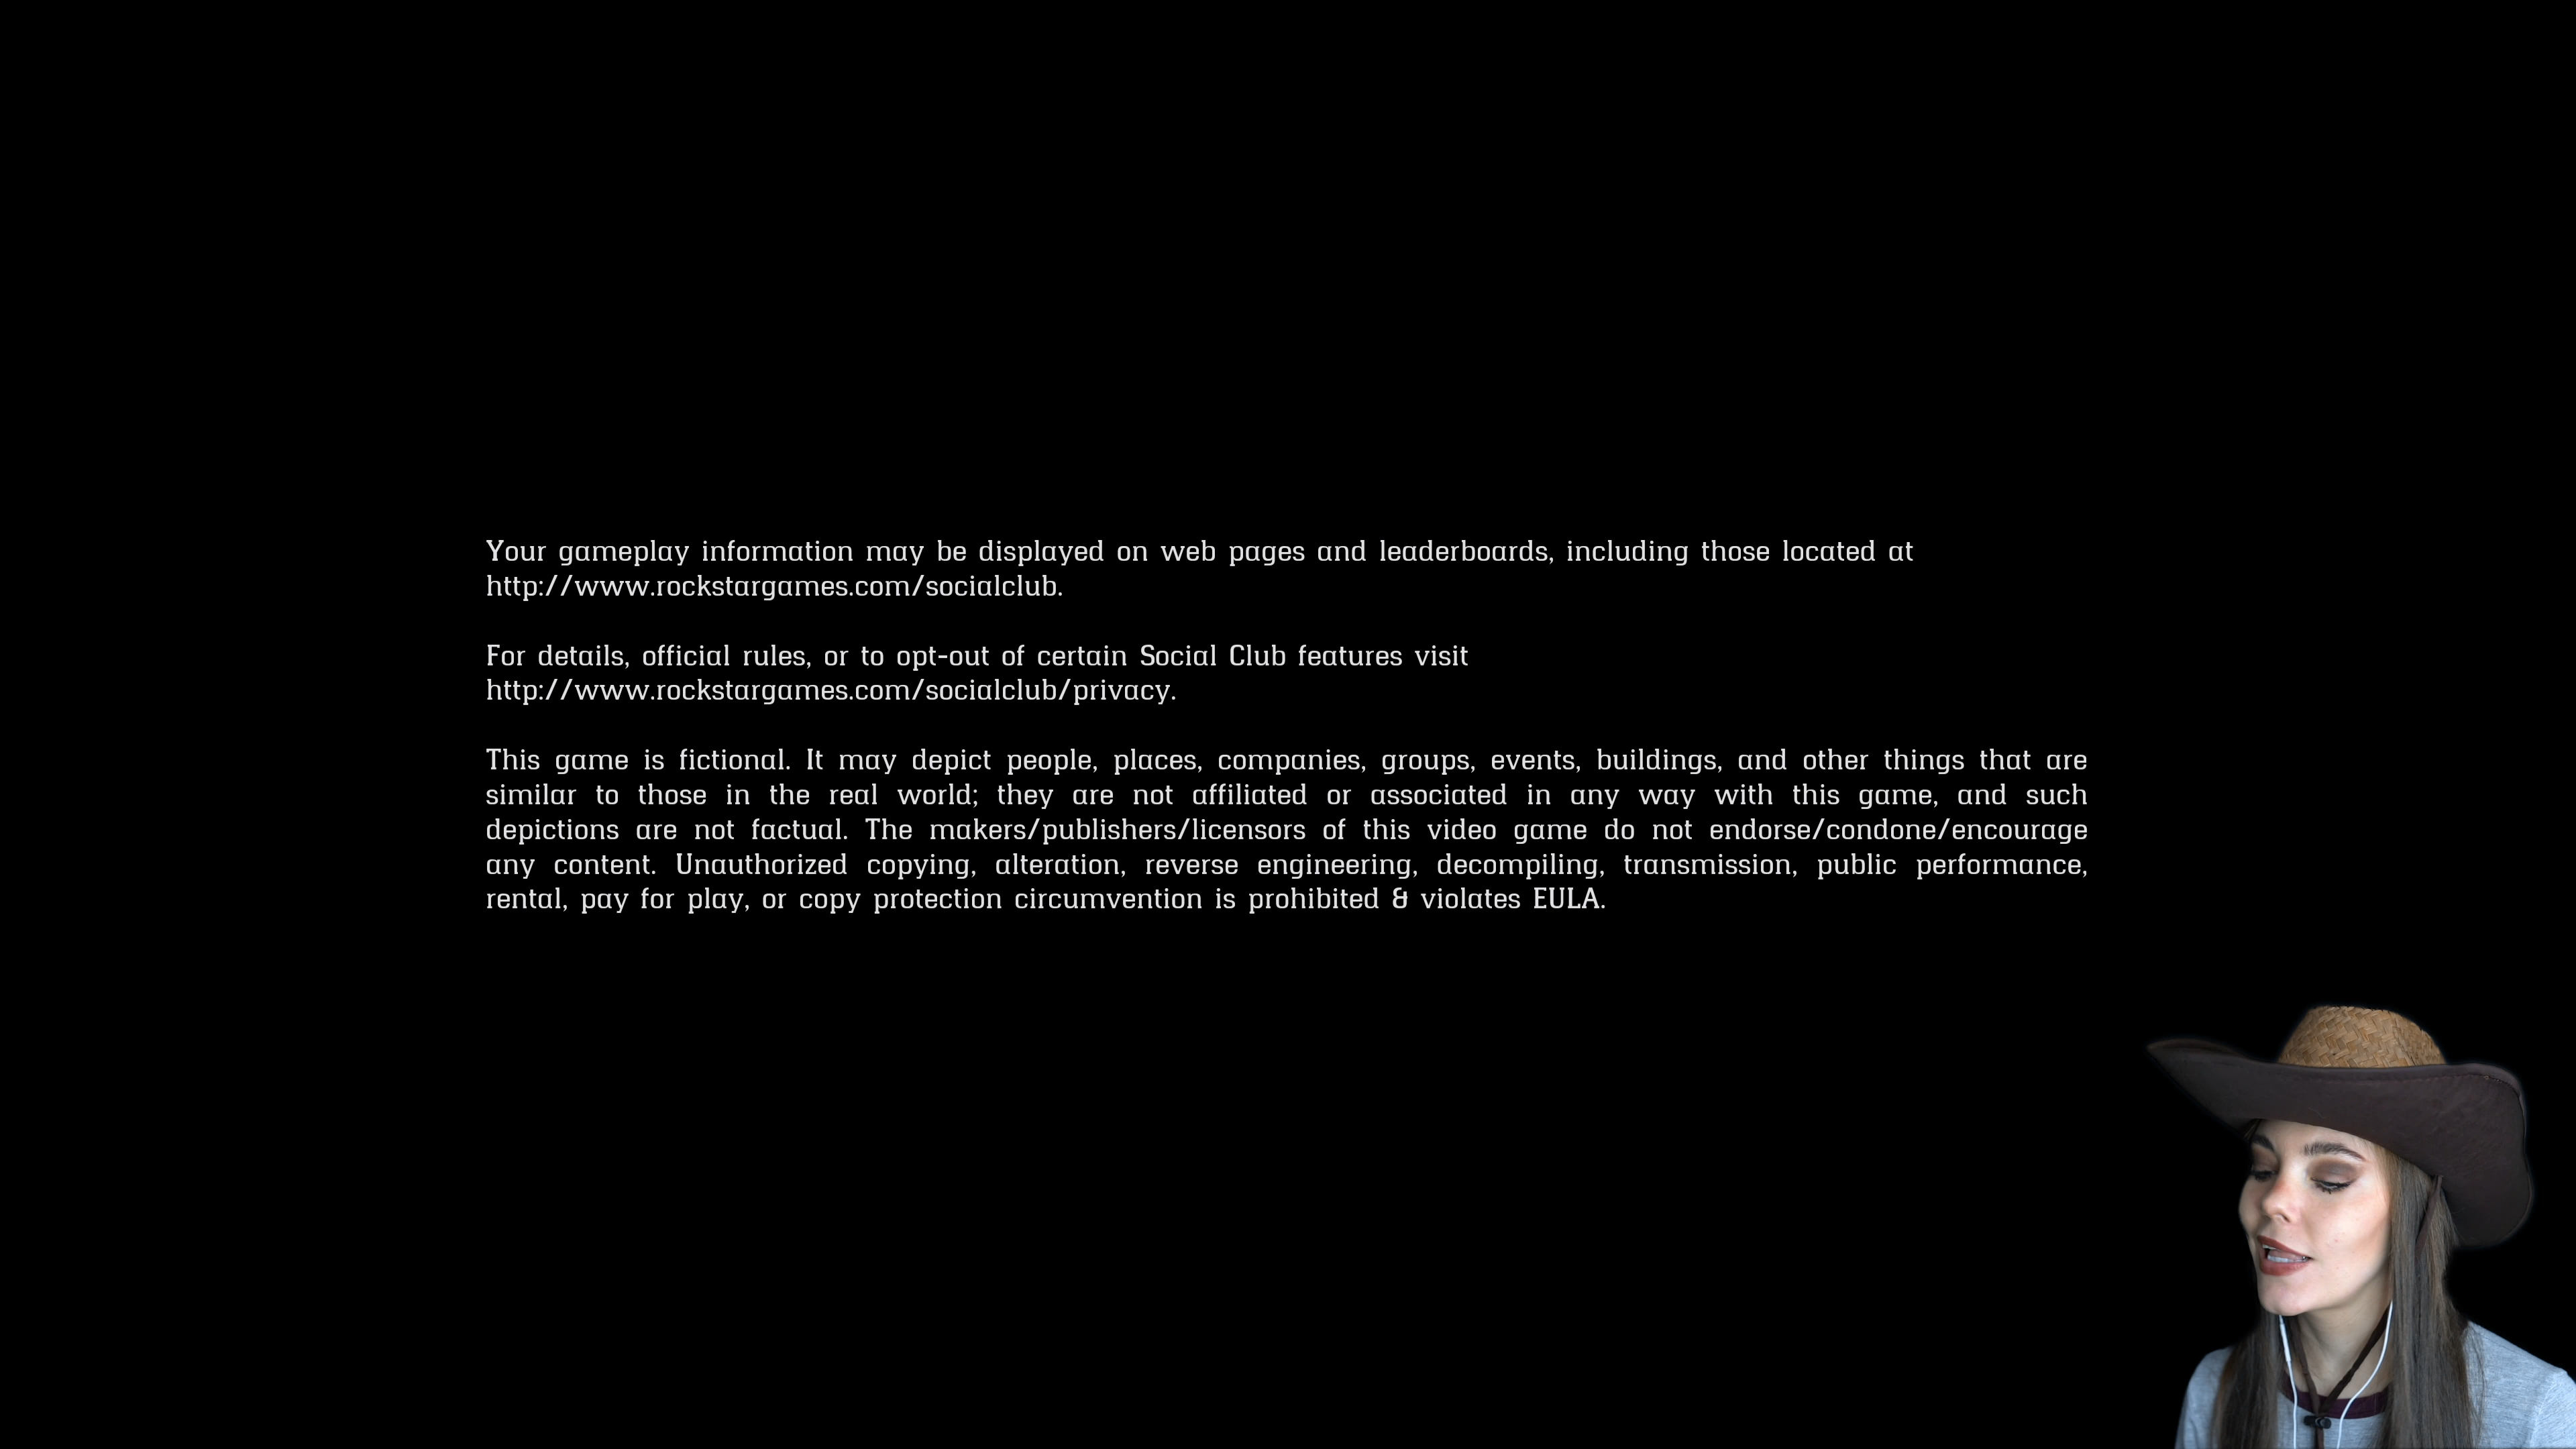 Your gameplay information may be displayed on web pages and leaderboards, including those located at
http://www.rockstargames.com/socialclub.
For details, official rules, or to opt-out of certain Social Club features visit
http://www.rockstargames.com/socialclub/privacy.
This game is fictional. It may depict people, places, companies, groups, events, buildings, and other things that are
similar to those in the real world; they are not affiliated or associated in any way with this game, and such
depictions are not factual. The makers/publishers/licensors of this video game do not endorse/condone/encourage
any content. Unauthorized copying, alteration, reverse engineering, decompiling, transmission, public performance,
rental, pay for play, or copy protection circumvention is prohibited & violates EULA.